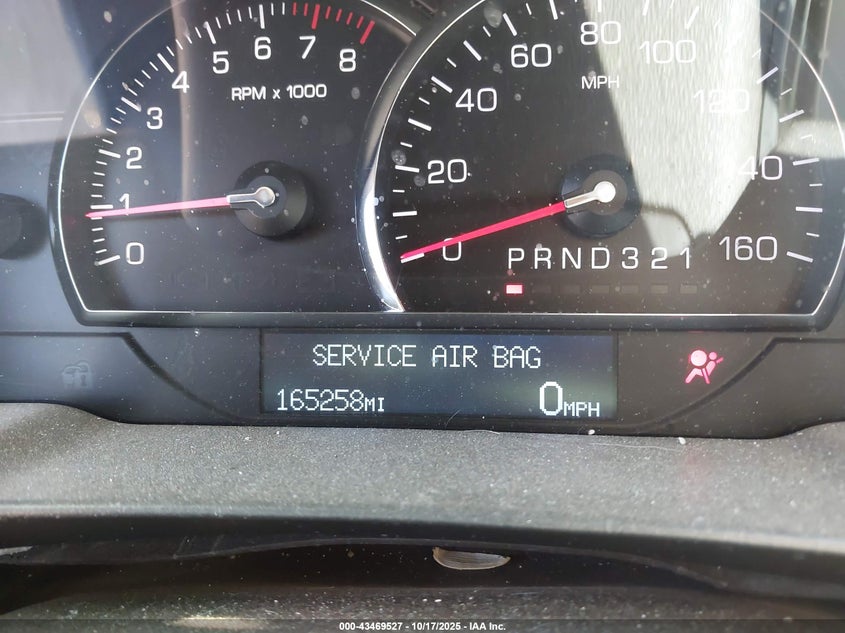 0 1 2 3 4 5 6 7 8
RPM x 1000
0 20 40 60 80 100 120 140 160
MPH
PRND321
SERVICE AIR BAG
165258MI 0MPH
000-43469527 - 10/17/2025 - IAA Inc.